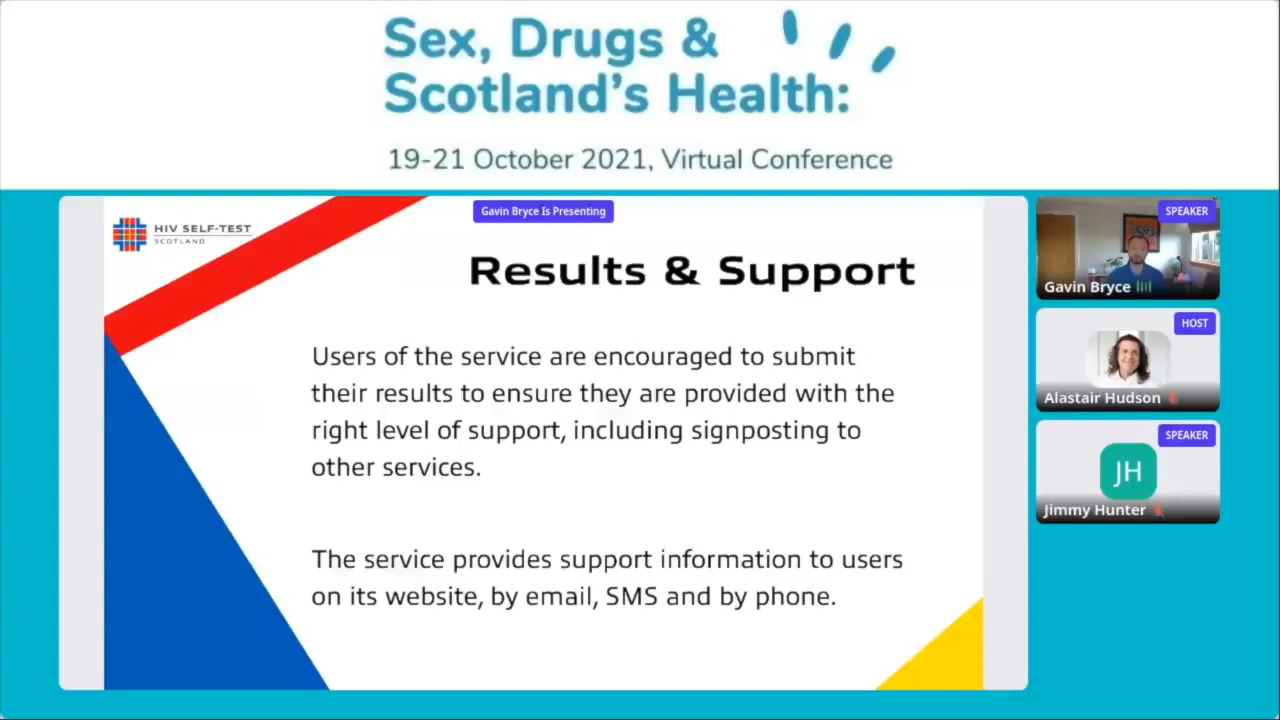 Sex, Drugs &
Scotland's Health:
19-21 October 2021, Virtual Conference
Gavin Bryce Is Presenting
HIV SELF-TEST
SCOTLAND
Results & Support
Users of the service are encouraged to submit
their results to ensure they are provided with the
right level of support, including signposting to
other services.
The service provides support information to users
on its website, by email, SMS and by phone.
SPEAKER
Gavin Bryce
HOST
Alastair Hudson
SPEAKER
JH
Jimmy Hunter